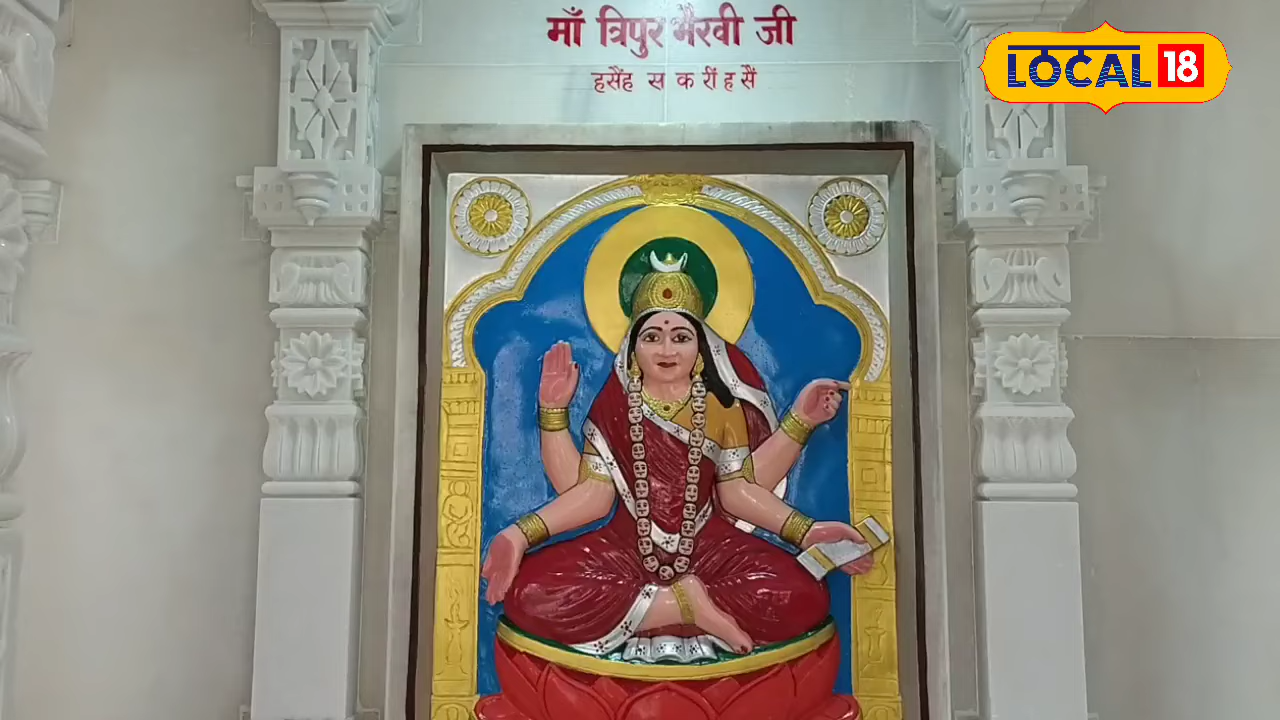 माँ त्रिपुर भैरवी जी
हसैंह स क रीं ह सैं
LOCAL 18